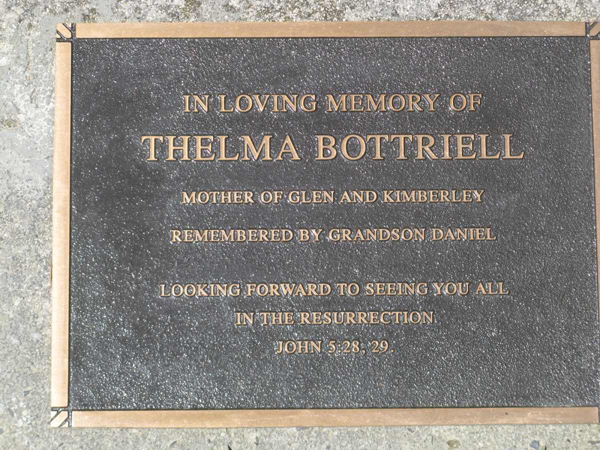 IN LOVING MEMORY OF
THELMA BOTTRIELL
MOTHER OF GLEN AND KIMBERLEY
REMEMBERED BY GRANDSON DANIEL
LOOKING FORWARD TO SEEING YOU ALL
IN THE RESURRECTION
JOHN 5:28, 29